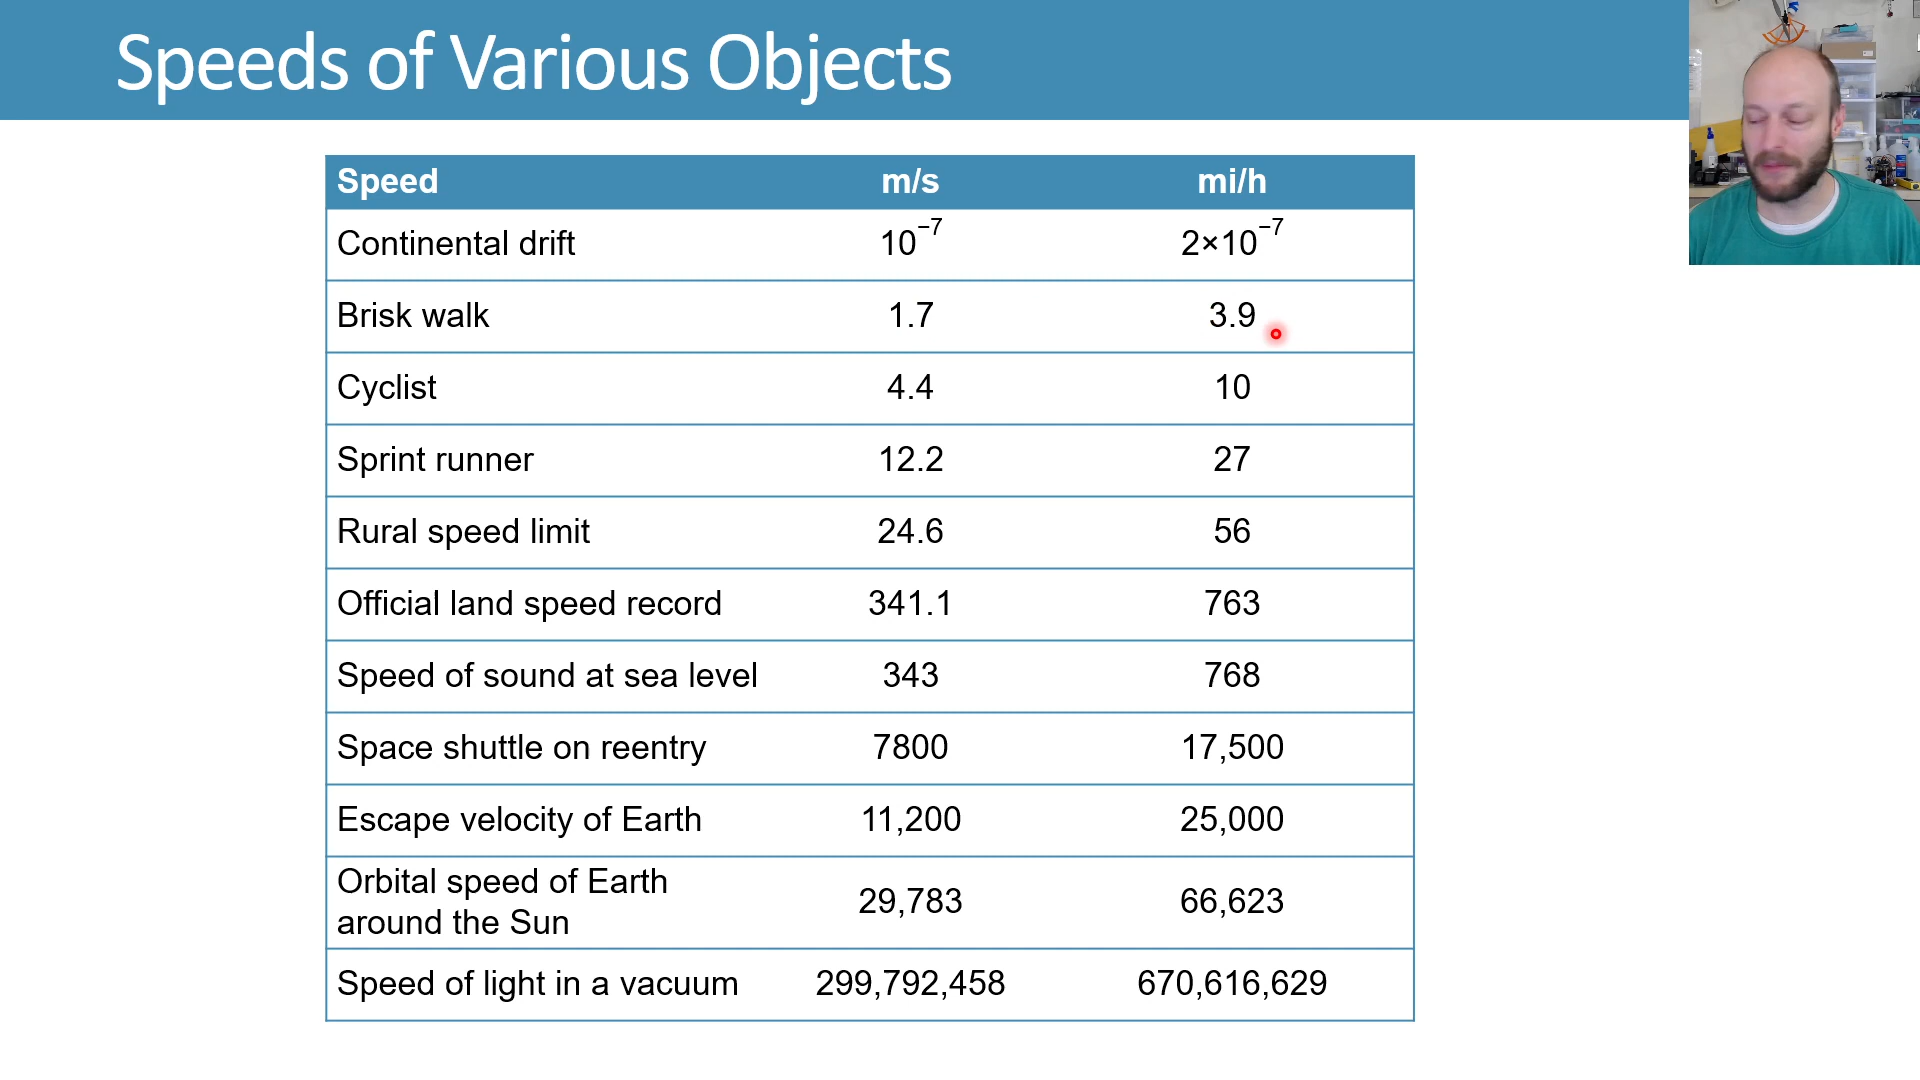 Speeds of Various Objects
Speed m/s mi/h
Continental drift 10⁻⁷ 2×10⁻⁷
Brisk walk 1.7 3.9
Cyclist 4.4 10
Sprint runner 12.2 27
Rural speed limit 24.6 56
Official land speed record 341.1 763
Speed of sound at sea level 343 768
Space shuttle on reentry 7800 17,500
Escape velocity of Earth 11,200 25,000
Orbital speed of Earth
around the Sun 29,783 66,623
Speed of light in a vacuum 299,792,458 670,616,629